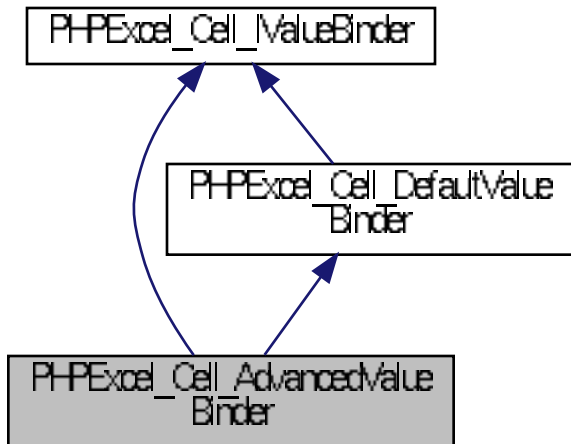 PHPExcel_Cell_IValueBinder
PHPExcel_Cell_DefaultValue
Binder
PHPExcel_Cell_AdvancedValue
Binder